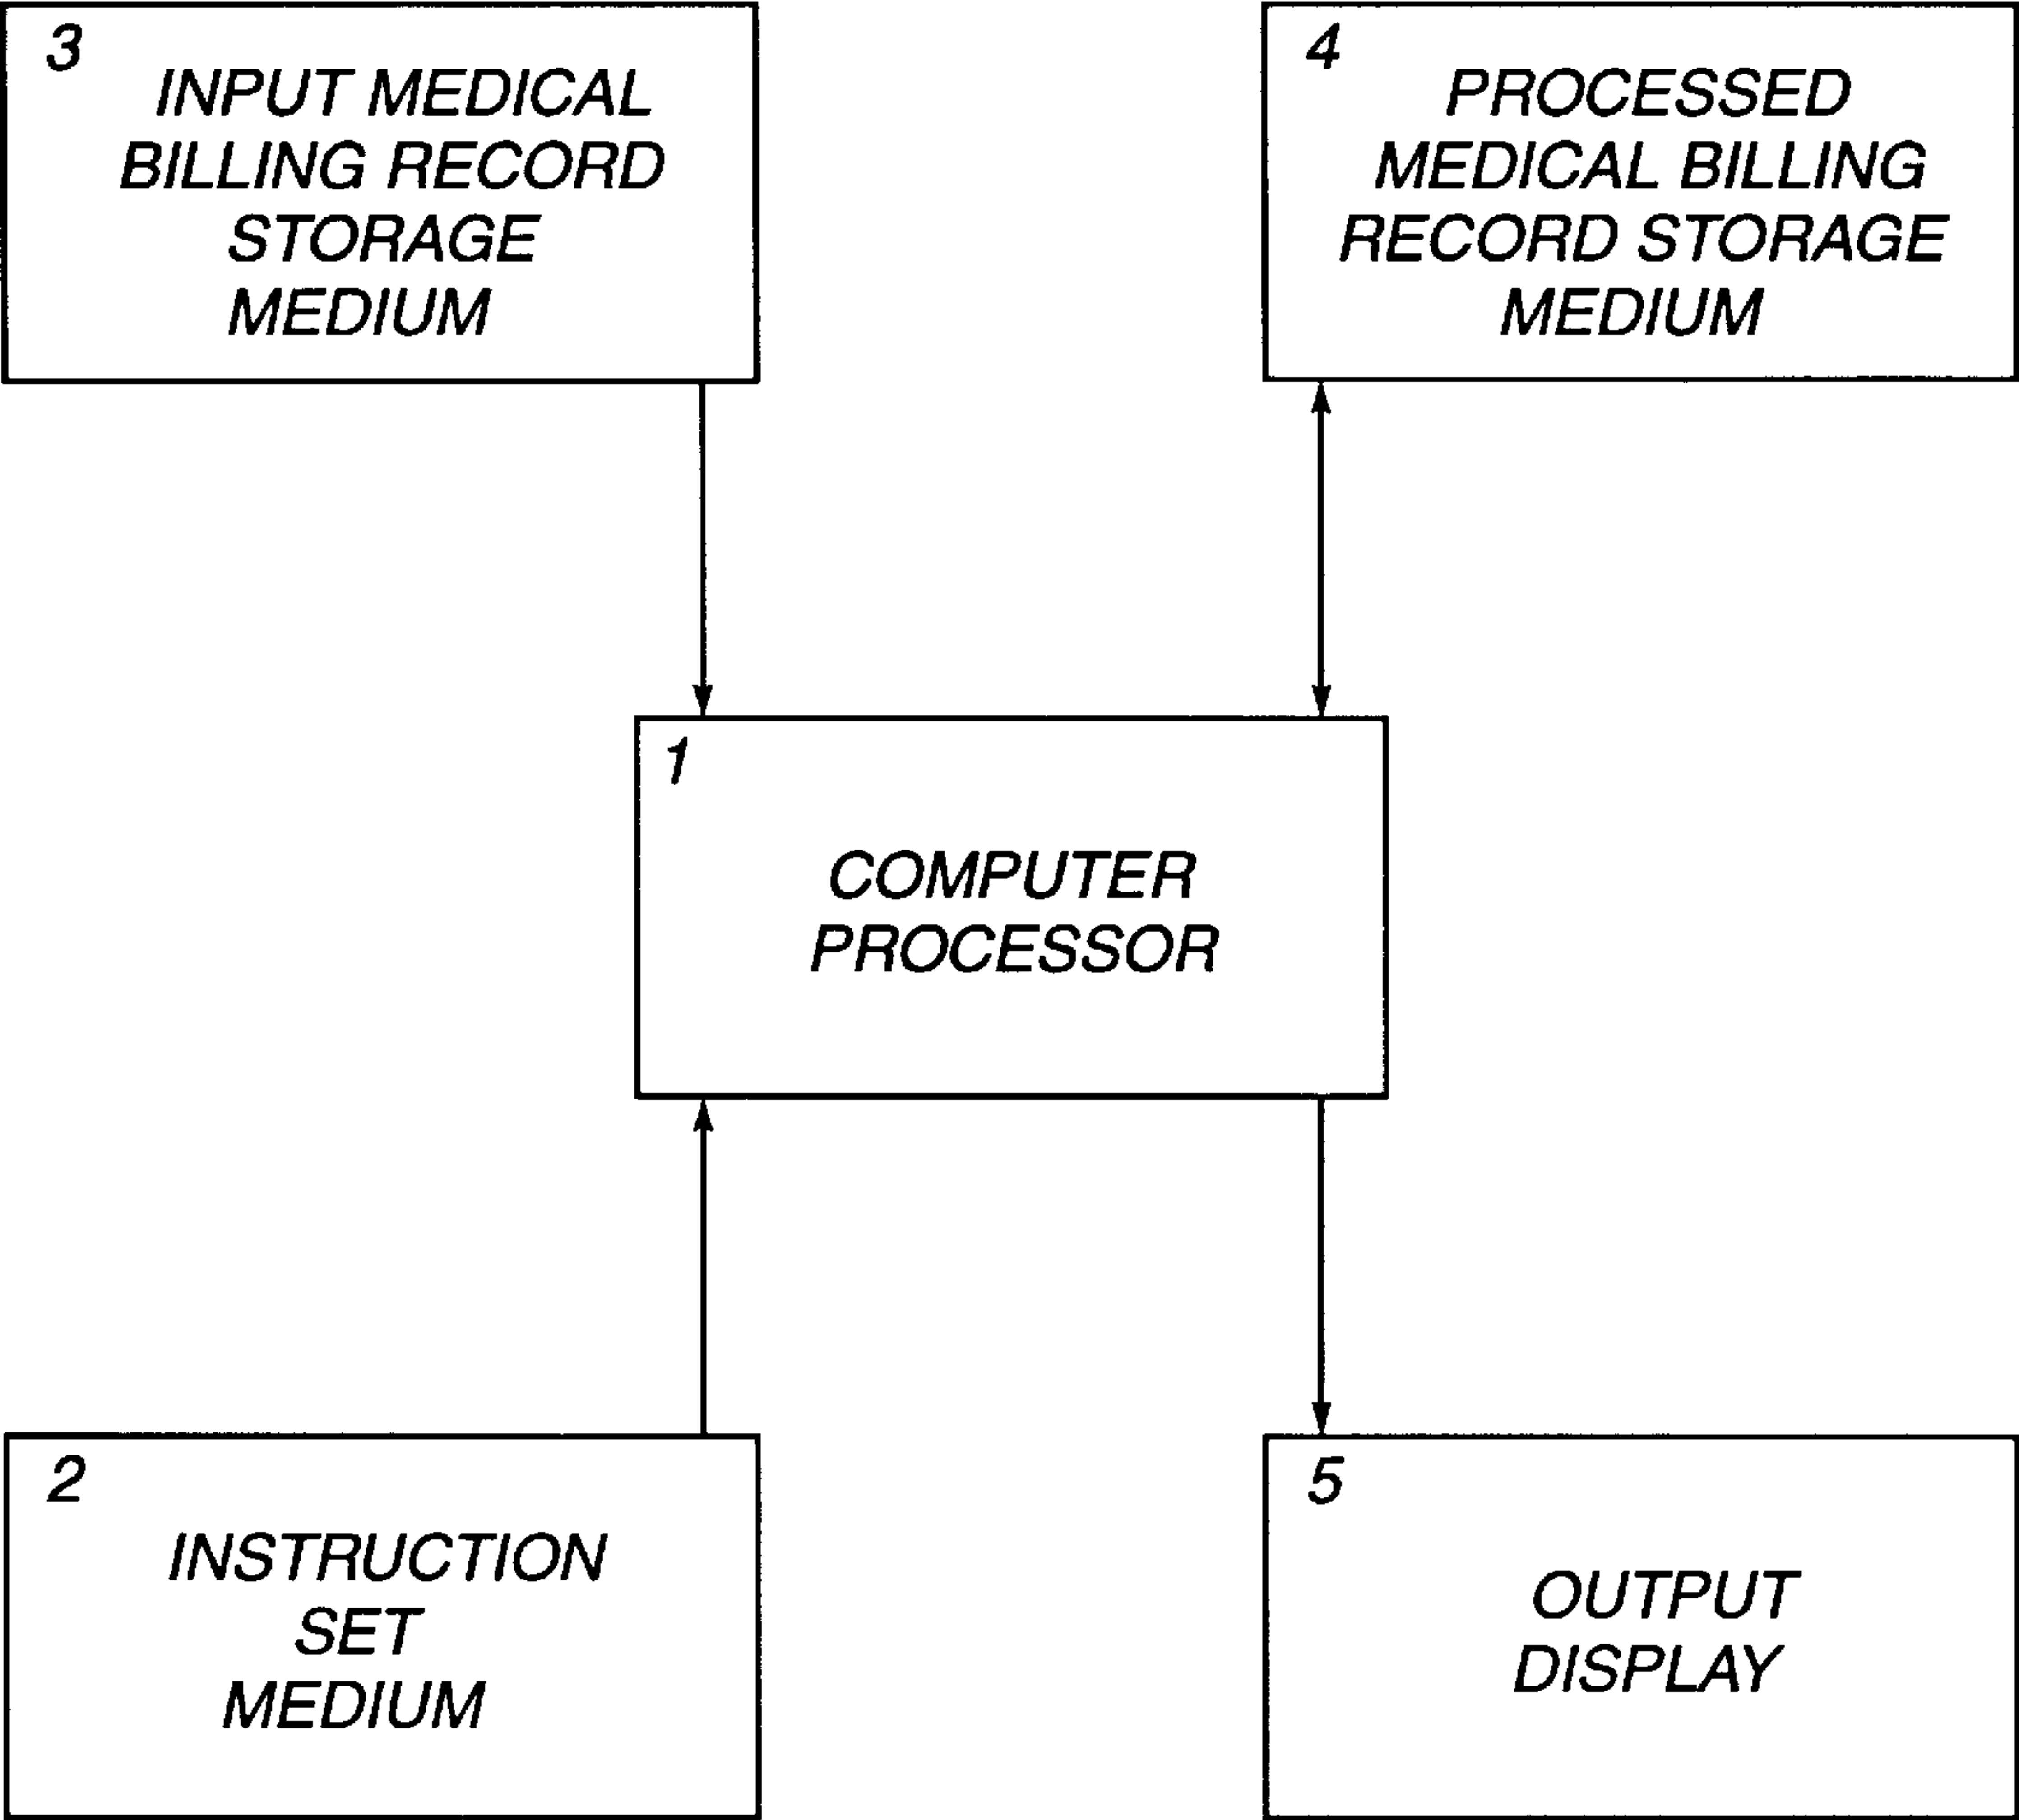 3
INPUT MEDICAL
BILLING RECORD
STORAGE
MEDIUM
4
PROCESSED
MEDICAL BILLING
RECORD STORAGE
MEDIUM
1
COMPUTER
PROCESSOR
2
INSTRUCTION
SET
MEDIUM
5
OUTPUT
DISPLAY